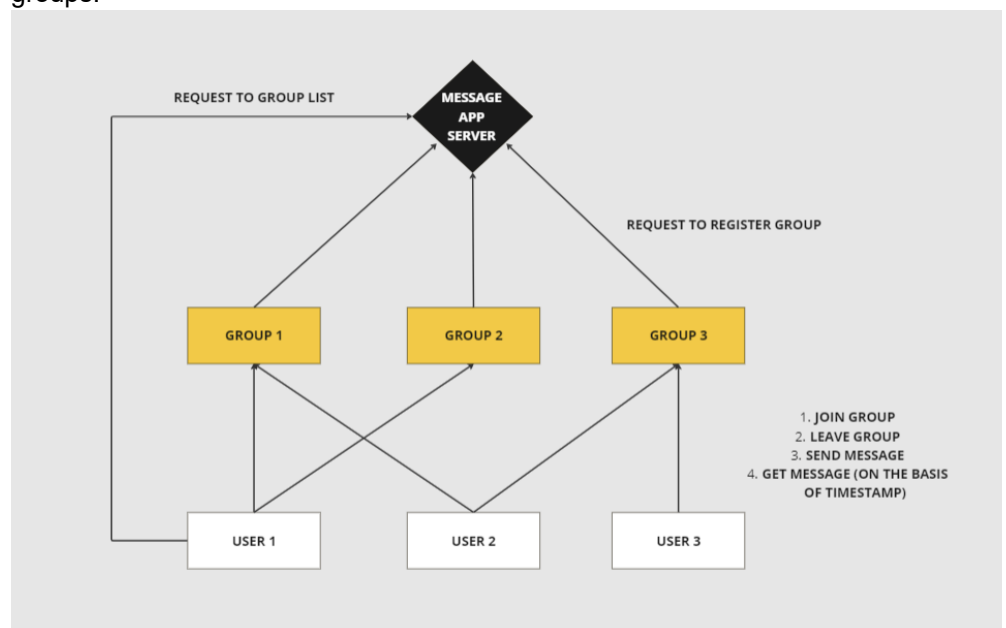 groups.
REQUEST TO GROUP LIST
MESSAGE
APP
SERVER
REQUEST TO REGISTER GROUP
GROUP 1
GROUP 2
GROUP 3
1. JOIN GROUP
2. LEAVE GROUP
3. SEND MESSAGE
4. GET MESSAGE (ON THE BASIS
OF TIMESTAMP)
USER 1
USER 2
USER 3